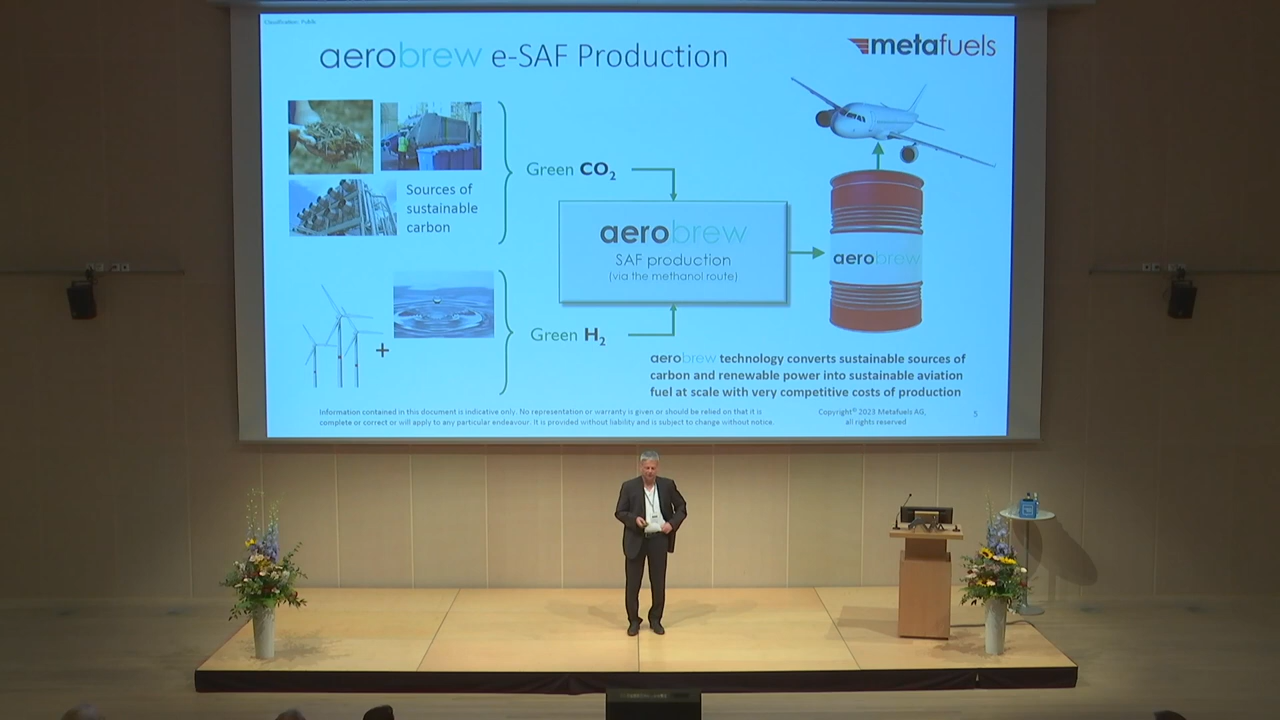 Classification: Public
aerobrew e-SAF Production
metafuels
Sources of
sustainable
carbon
Green CO₂
aerobrew
SAF production
(via the methanol route)
aerobrew
+
Green H₂
aerobrew technology converts sustainable sources of
carbon and renewable power into sustainable aviation
fuel at scale with very competitive costs of production
Information contained in this document is indicative only. No representation or warranty is given or should be relied on that it is
complete or correct or will apply to any particular endeavour. It is provided without liability and is subject to change without notice.
Copyright© 2023 Metafuels AG,
all rights reserved
5